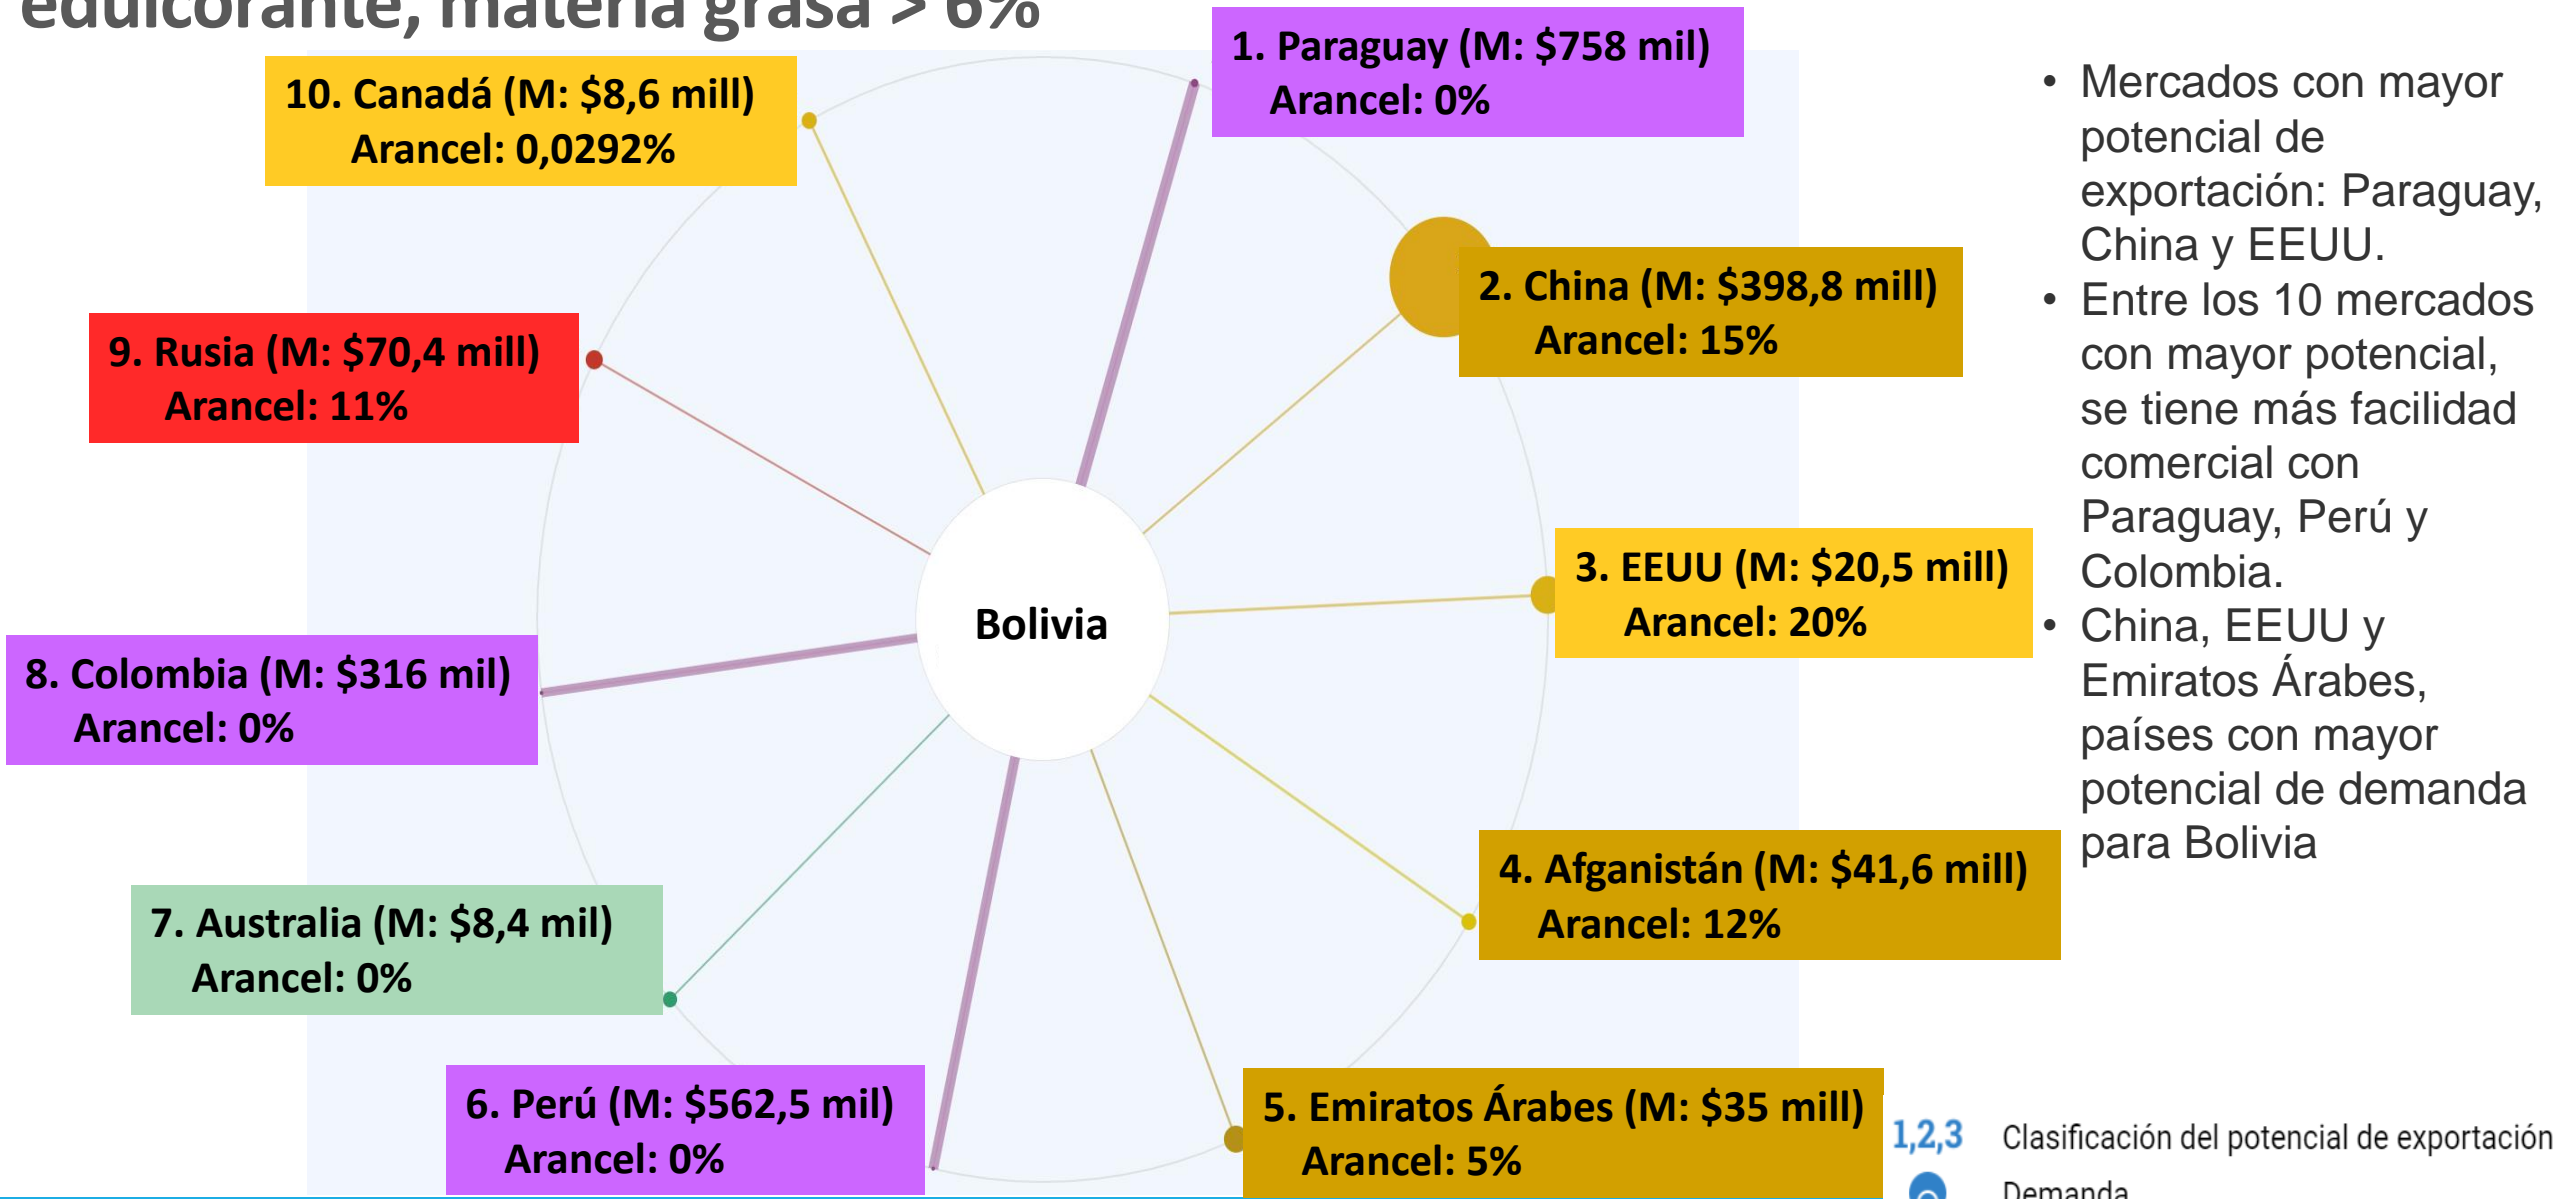 edulcorante, materia grasa > 6%
1. Paraguay (M: $758 mil)
Arancel: 0%
10. Canadá (M: $8,6 mill)
Arancel: 0,0292%
2. China (M: $398,8 mill)
Arancel: 15%
9. Rusia (M: $70,4 mill)
Arancel: 11%
3. EEUU (M: $20,5 mill)
Arancel: 20%
Bolivia
8. Colombia (M: $316 mil)
Arancel: 0%
4. Afganistán (M: $41,6 mill)
Arancel: 12%
7. Australia (M: $8,4 mil)
Arancel: 0%
6. Perú (M: $562,5 mil)
Arancel: 0%
5. Emiratos Árabes (M: $35 mill)
Arancel: 5%
• Mercados con mayor
potencial de
exportación: Paraguay,
China y EEUU.
• Entre los 10 mercados
con mayor potencial,
se tiene más facilidad
comercial con
Paraguay, Perú y
Colombia.
• China, EEUU y
Emiratos Árabes,
países con mayor
potencial de demanda
para Bolivia
1,2,3 Clasificación del potencial de exportación
Demanda